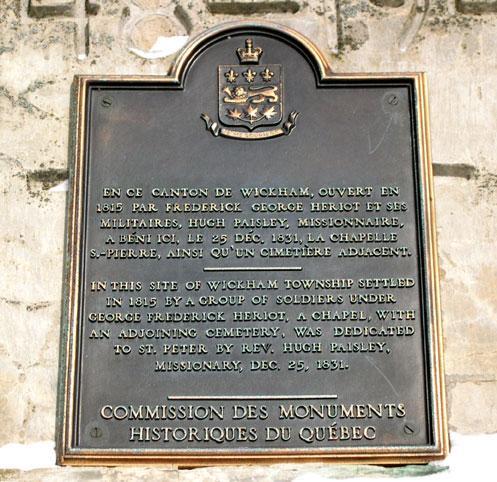 EN CE CANTON DE WICKHAM, OUVERT EN
1815 PAR FREDERICK GEORGE HERIOT ET SES
MILITAIRES, HUGH PAISLEY, MISSIONNAIRE,
A BÉNI ICI, LE 25 DÉC. 1831, LA CHAPELLE
S.-PIERRE, AINSI QU'UN CIMETIÈRE ADJACENT.
IN THIS SITE OF WICKHAM TOWNSHIP SETTLED
IN 1815 BY A GROUP OF SOLDIERS UNDER
GEORGE FREDERICK HERIOT, A CHAPEL, WITH
AN ADJOINING CEMETERY, WAS DEDICATED
TO ST. PETER BY REV. HUGH PAISLEY,
MISSIONARY, DEC. 25, 1831.
COMMISSION DES MONUMENTS
HISTORIQUES DU QUÉBEC